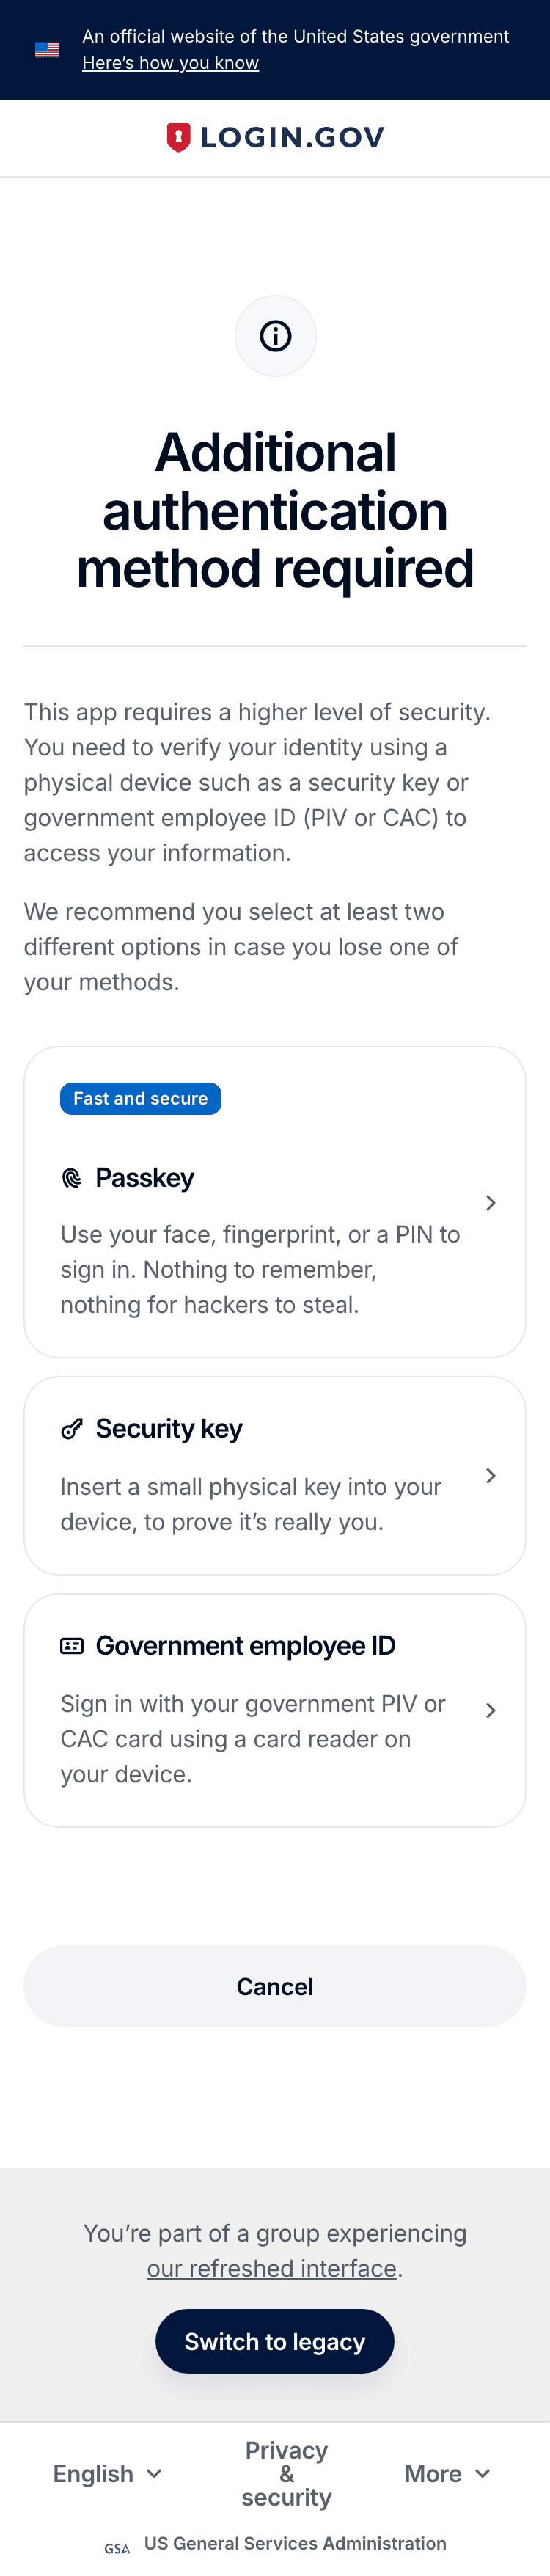 An official website of the United States government
Here’s how you know
LOGIN.GOV
Additional
authentication
method required
This app requires a higher level of security.
You need to verify your identity using a
physical device such as a security key or
government employee ID (PIV or CAC) to
access your information.
We recommend you select at least two
different options in case you lose one of
your methods.
Fast and secure
Passkey
Use your face, fingerprint, or a PIN to
sign in. Nothing to remember,
nothing for hackers to steal.
Security key
Insert a small physical key into your
device, to prove it’s really you.
Government employee ID
Sign in with your government PIV or
CAC card using a card reader on
your device.
Cancel
You’re part of a group experiencing
our refreshed interface.
Switch to legacy
English
Privacy
&
security
More
GSA US General Services Administration